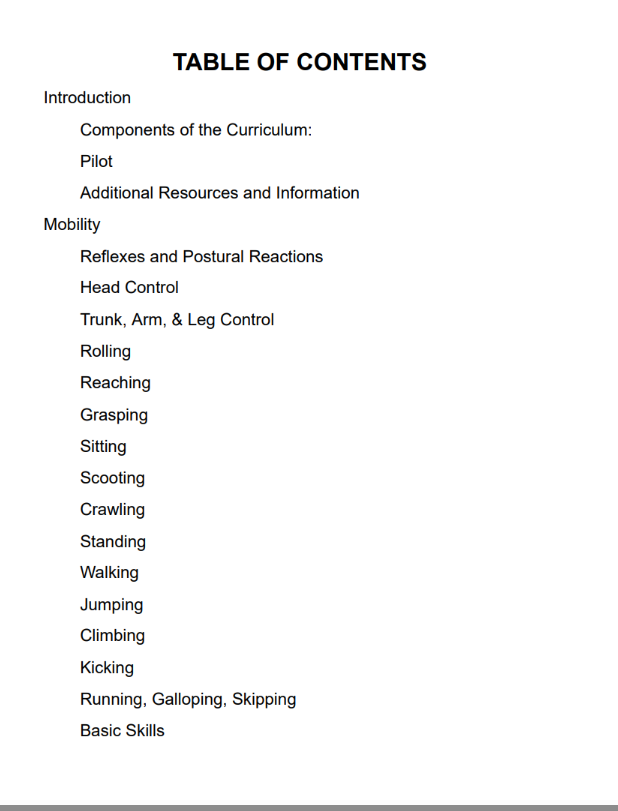 TABLE OF CONTENTS
Introduction
Components of the Curriculum:
Pilot
Additional Resources and Information
Mobility
Reflexes and Postural Reactions
Head Control
Trunk, Arm, & Leg Control
Rolling
Reaching
Grasping
Sitting
Scooting
Crawling
Standing
Walking
Jumping
Climbing
Kicking
Running, Galloping, Skipping
Basic Skills